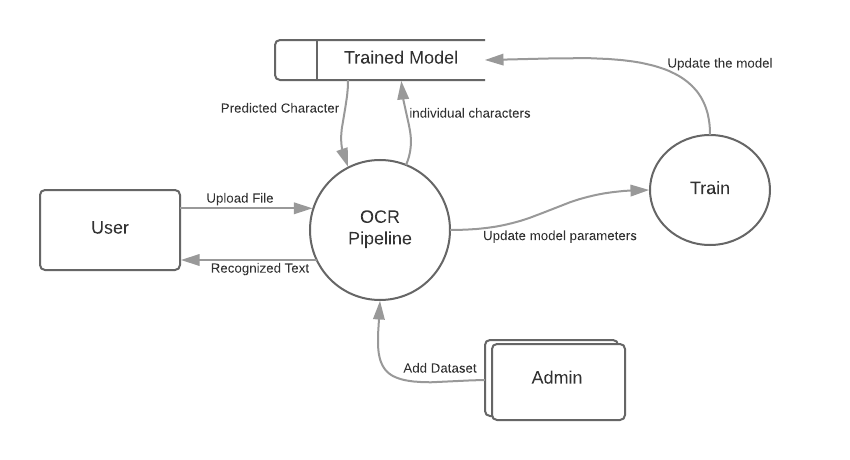 Trained Model
Update the model
Predicted Character
individual characters
Train
Upload File
OCR
Pipeline
User
Update model parameters
Recognized Text
Add Dataset
Admin